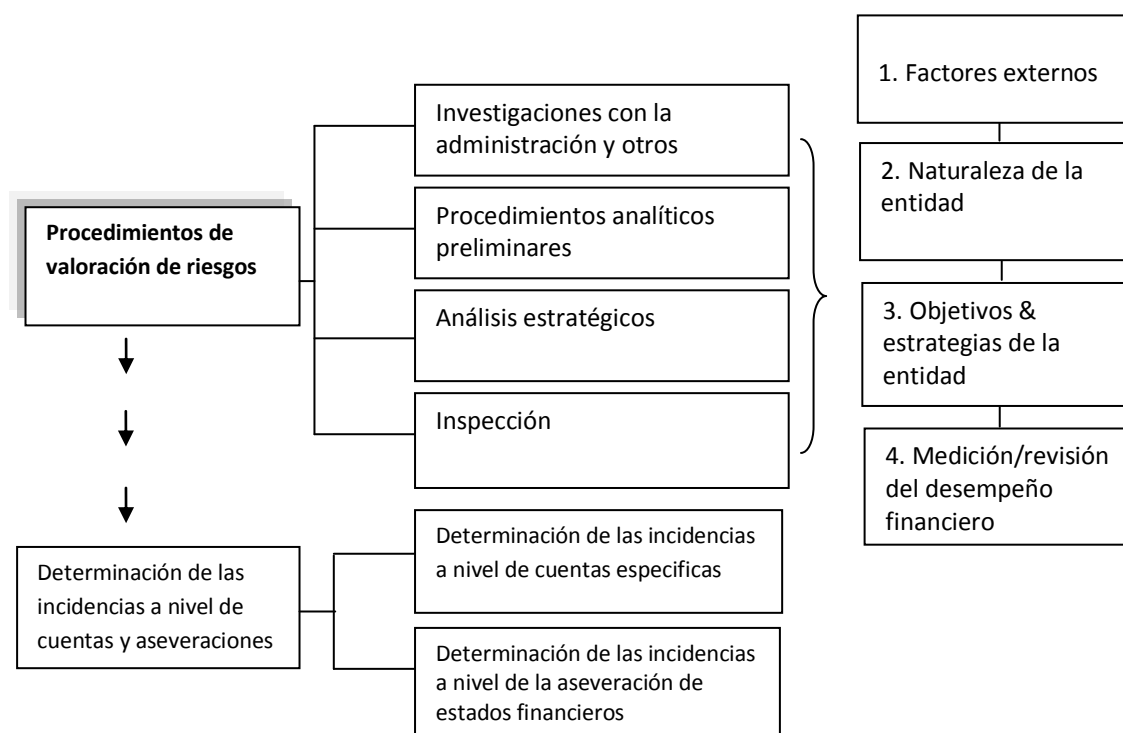 Procedimientos de
valoración de riesgos
Investigaciones con la
administración y otros
Procedimientos analíticos
preliminares
Análisis estratégicos
Inspección
1. Factores externos
2. Naturaleza de la
entidad
3. Objetivos &
estrategias de la
entidad
4. Medición/revisión
del desempeño
financiero
Determinación de las
incidencias a nivel de
cuentas y aseveraciones
Determinación de las incidencias
a nivel de cuentas especificas
Determinación de las incidencias
a nivel de la aseveración de
estados financieros